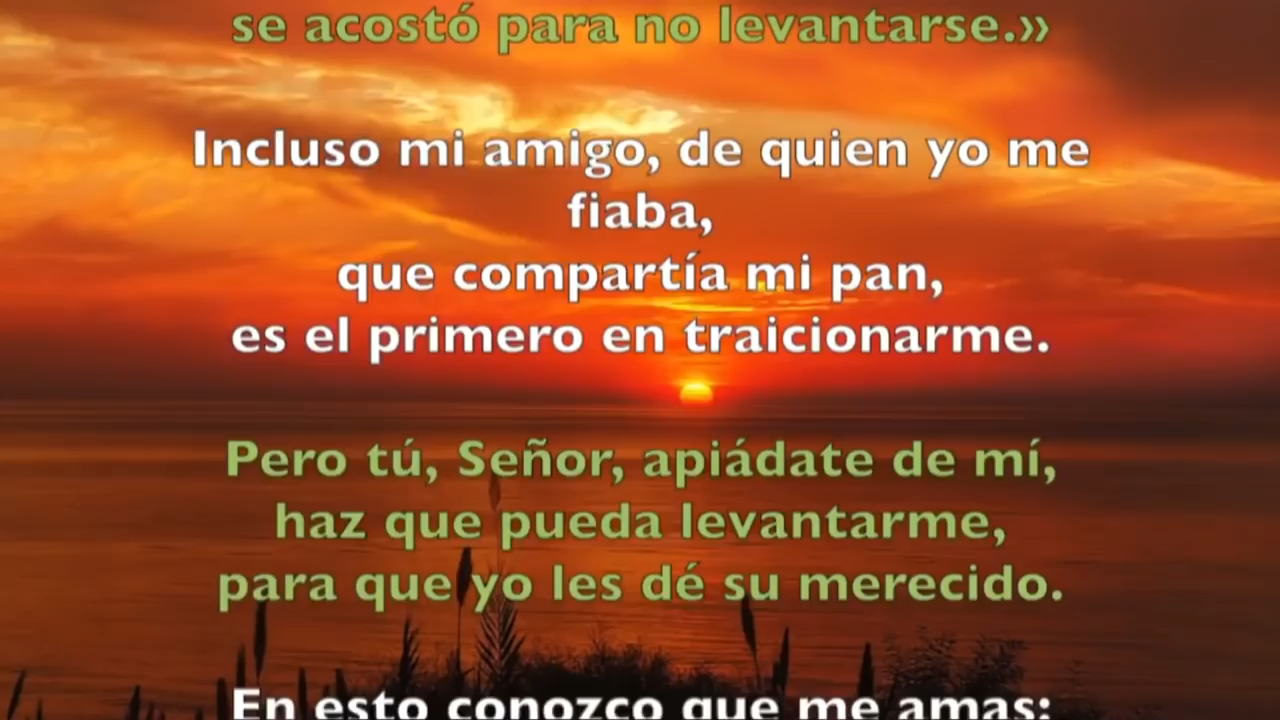 se acostó para no levantarse.»
Incluso mi amigo, de quien yo me
fiaba,
que compartía mi pan,
es el primero en traicionarme.
Pero tú, Señor, apiádate de mí,
haz que pueda levantarme,
para que yo les dé su merecido.
En esto conozco que me amas: